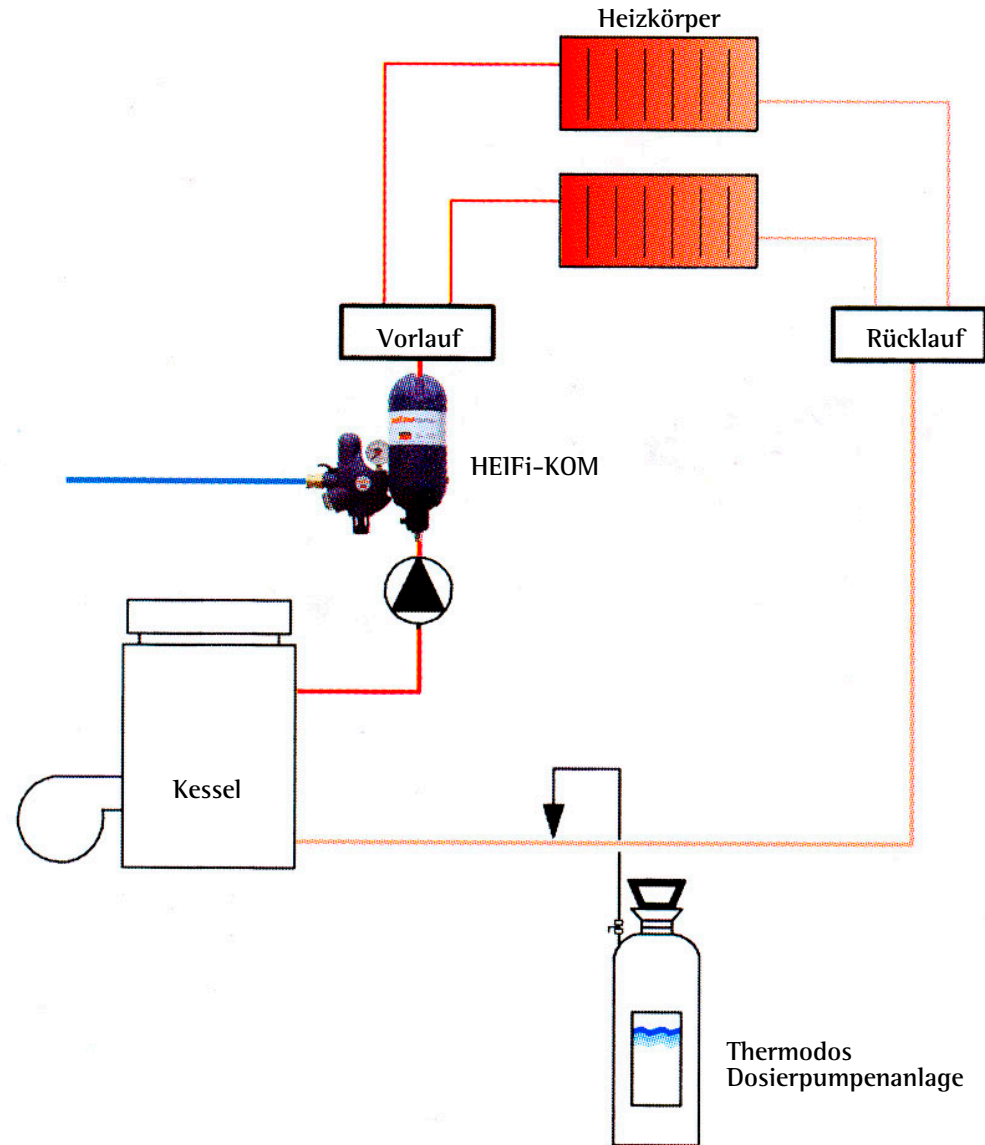 Heizkörper
Vorlauf
Rücklauf
HEIFi-KOM
Kessel
Thermodos
Dosierpumpenanlage